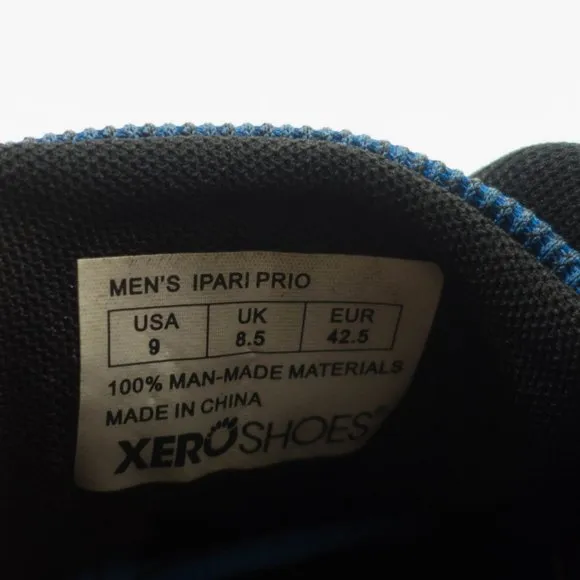 MEN'S IPARI PRIO
USA UK EUR
9 8.5 42.5
100% MAN-MADE MATERIALS
MADE IN CHINA
XEROSHOES